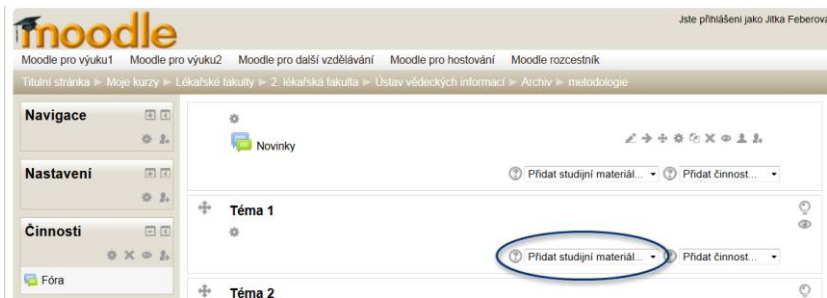 moodle
Jste přihlášeni jako Jitka Feberová
Moodle pro výuku1 Moodle pro výuku2 Moodle pro další vzdělávání Moodle pro hostování Moodle rozcestník
Titulní stránka ► Moje kurzy ► Lékařské fakulty ► 2. lékařská fakulta ► Ústav vědeckých informací ► Archiv ► metodologie
Navigace
Novinky
Nastavení
Přidat studijní materiál... Přidat činnost...
Téma 1
Činnosti
Přidat studijní materiál... Přidat činnost...
Fóra
Téma 2